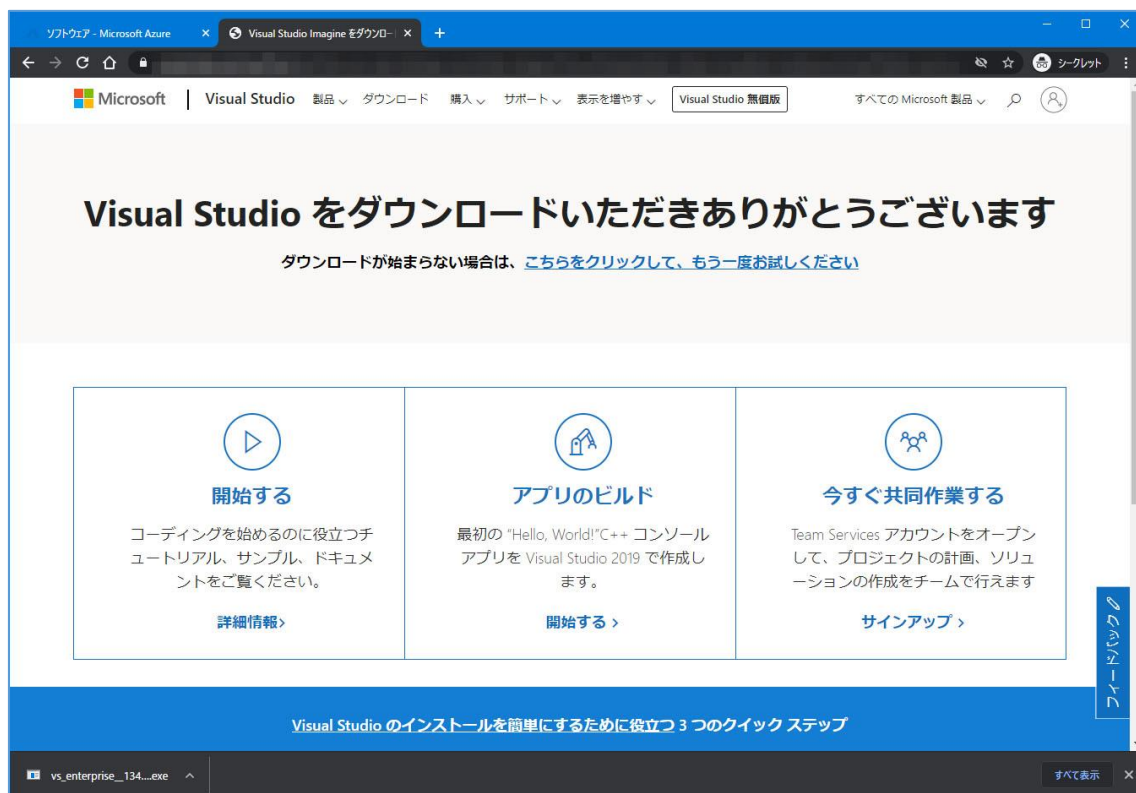 ソフトウェア - Microsoft Azure
Visual Studio Imagine をダウンロー
シークレット
Microsoft
Visual Studio 製品 ダウンロード 購入 サポート 表示を増やす Visual Studio 無償版 すべての Microsoft 製品
Visual Studio をダウンロードいただきありがとうございます
ダウンロードが始まらない場合は、こちらをクリックして、もう一度お試しください
開始する
コーディングを始めるのに役立つチ
ュートリアル、サンプル、ドキュメ
ントをご覧ください。
詳細情報>
アプリのビルド
最初の "Hello, World!"C++ コンソール
アプリを Visual Studio 2019 で作成し
ます。
開始する >
今すぐ共同作業する
Team Services アカウントをオープン
して、プロジェクトの計画、ソリュ
ーションの作成をチームで行えます
サインアップ >
フィードバック
Visual Studio のインストールを簡単にするために役立つ 3 つのクイック ステップ
vs_enterprise__134....exe
すべて表示